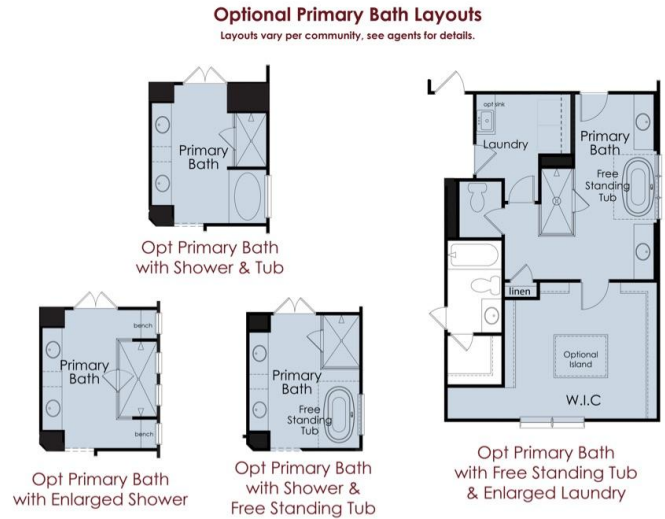 Optional Primary Bath Layouts
Layouts vary per community, see agents for details.
Primary
Bath
Opt Primary Bath
with Shower & Tub
opt sink
Laundry
Primary
Bath
Free
Standing
Tub
linen
Optional
Island
W.I.C
Opt Primary Bath
with Free Standing Tub
& Enlarged Laundry
bench
Primary
Bath
bench
Opt Primary Bath
with Enlarged Shower
Primary
Bath
Free
Standing
Tub
Opt Primary Bath
with Shower &
Free Standing Tub